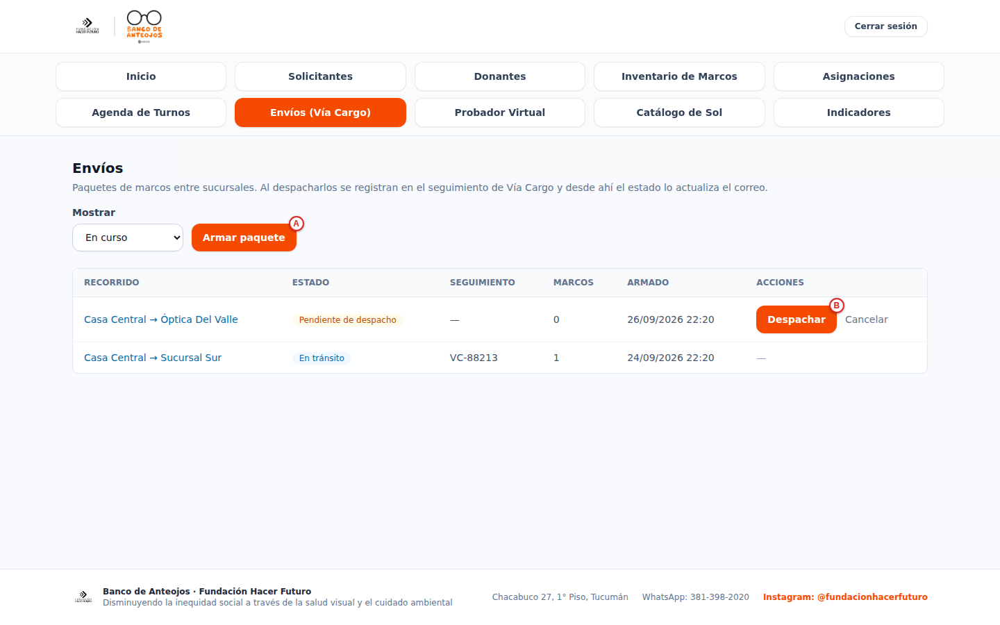 FUNDACIÓN
HACER FUTURO
BANCO DE
ANTEOJOS
Cerrar sesión
Inicio
Solicitantes
Donantes
Inventario de Marcos
Asignaciones
Agenda de Turnos
Envíos (Vía Cargo)
Probador Virtual
Catálogo de Sol
Indicadores
Envíos
Paquetes de marcos entre sucursales. Al despacharlos se registran en el seguimiento de Vía Cargo y desde ahí el estado lo actualiza el correo.
Mostrar
En curso
Armar paquete
A
RECORRIDO ESTADO SEGUIMIENTO MARCOS ARMADO ACCIONES
Casa Central → Óptica Del Valle Pendiente de despacho — 0 26/09/2026 22:20 Despachar B Cancelar
Casa Central → Sucursal Sur En tránsito VC-88213 1 24/09/2026 22:20 —
HACER FUTURO
Banco de Anteojos · Fundación Hacer Futuro
Disminuyendo la inequidad social a través de la salud visual y el cuidado ambiental
Chacabuco 27, 1° Piso, Tucumán
WhatsApp: 381-398-2020
Instagram: @fundacionhacerfuturo